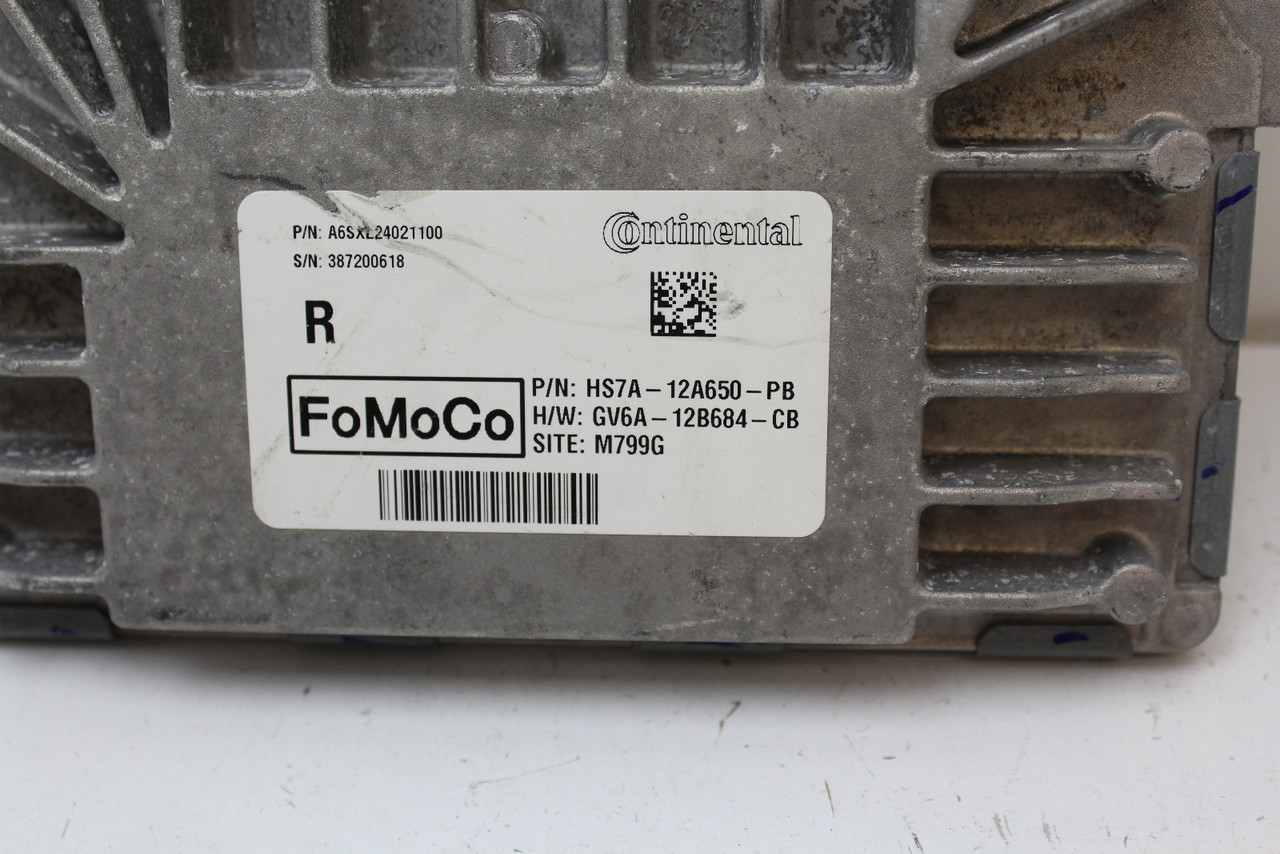 P/N: A6SXL24021100
S/N: 387200618
Continental
R
FoMoCo
P/N: HS7A-12A650-PB
H/W: GV6A-12B684-CB
SITE: M799G